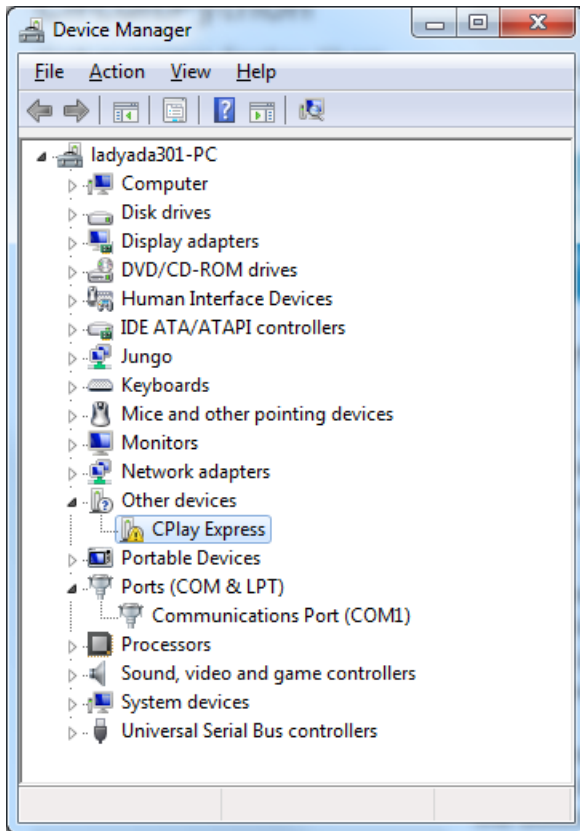 Device Manager
File Action View Help
ladyada301-PC
Computer
Disk drives
Display adapters
DVD/CD-ROM drives
Human Interface Devices
IDE ATA/ATAPI controllers
Jungo
Keyboards
Mice and other pointing devices
Monitors
Network adapters
Other devices
CPlay Express
Portable Devices
Ports (COM & LPT)
Communications Port (COM1)
Processors
Sound, video and game controllers
System devices
Universal Serial Bus controllers